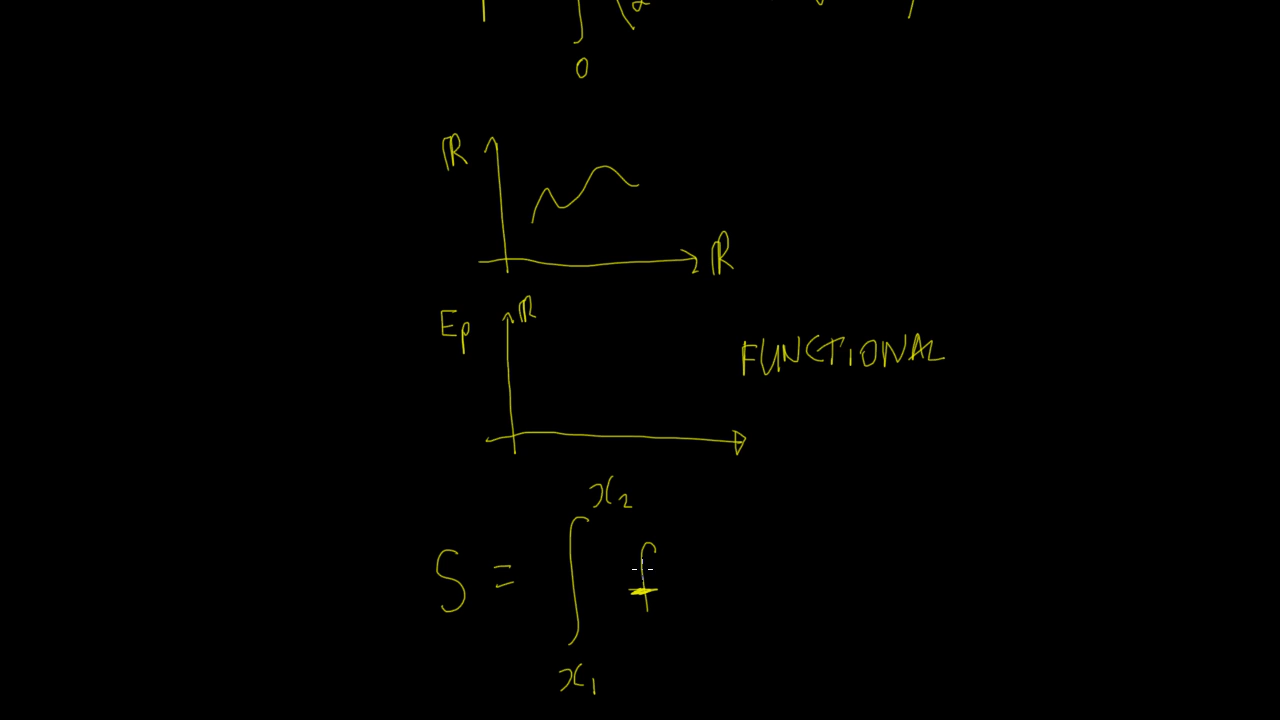 0
ℝ
ℝ
Ep ℝ
FUNCTIONAL
x₂
S = ∫ f
x₁